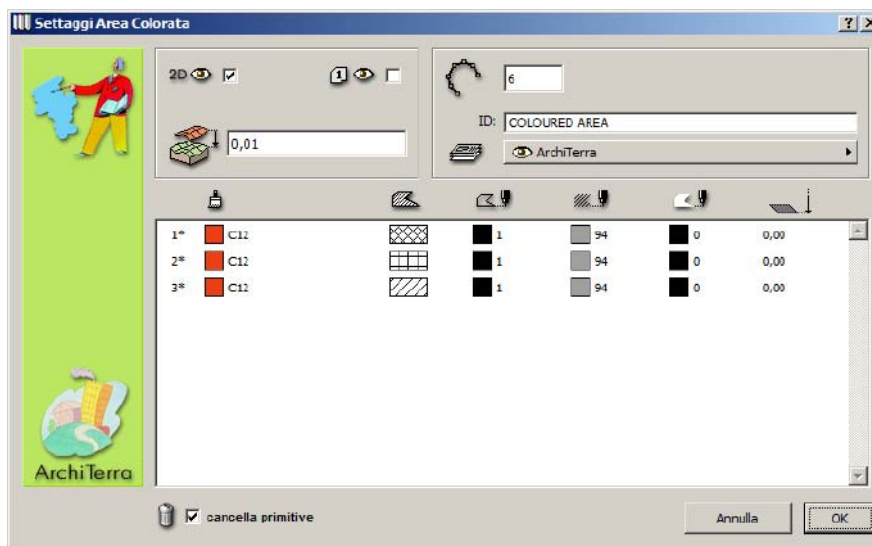 Settaggi Area Colorata
2D
1
6
0,01
ID: COLOURED AREA
ArchiTerra
1* C12 1 94 0 0,00
2* C12 1 94 0 0,00
3* C12 1 94 0 0,00
ArchiTerra
cancella primitive
Annulla
OK